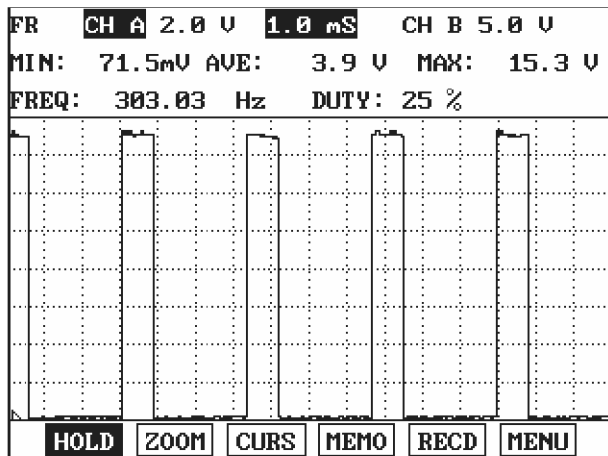 FR CH A 2.0 V 1.0 mS CH B 5.0 V
MIN: 71.5mV AVE: 3.9 V MAX: 15.3 V
FREQ: 303.03 Hz DUTY: 25 %
HOLD ZOOM CURS MEMO RECD MENU